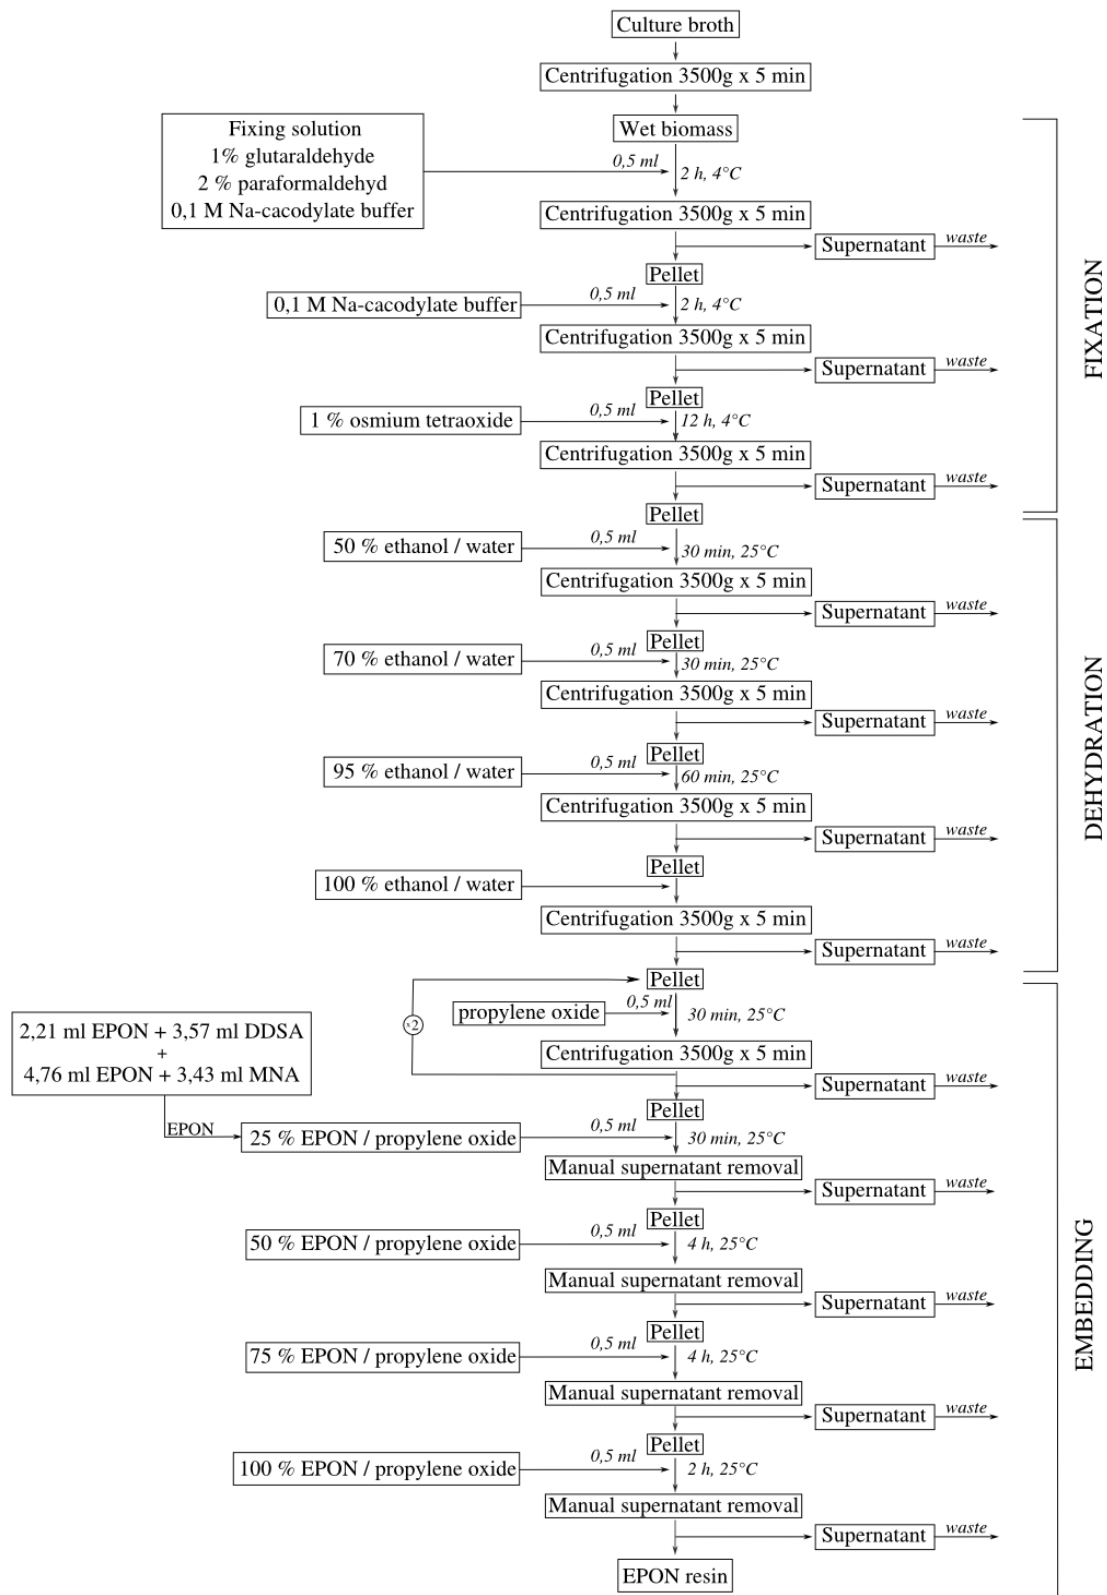 Culture broth
Centrifugation 3500g x 5 min
Wet biomass
Fixing solution
1% glutaraldehyde
2 % paraformaldehyd
0,1 M Na-cacodylate buffer
0,5 ml
2 h, 4°C
Centrifugation 3500g x 5 min
Supernatant
waste
Pellet
0,1 M Na-cacodylate buffer
0,5 ml
2 h, 4°C
Centrifugation 3500g x 5 min
Supernatant
waste
Pellet
1 % osmium tetraoxide
0,5 ml
12 h, 4°C
Centrifugation 3500g x 5 min
Supernatant
waste
FIXATION
Pellet
50 % ethanol / water
0,5 ml
30 min, 25°C
Centrifugation 3500g x 5 min
Supernatant
waste
Pellet
70 % ethanol / water
0,5 ml
30 min, 25°C
Centrifugation 3500g x 5 min
Supernatant
waste
Pellet
95 % ethanol / water
0,5 ml
60 min, 25°C
Centrifugation 3500g x 5 min
Supernatant
waste
Pellet
100 % ethanol / water
Centrifugation 3500g x 5 min
Supernatant
waste
DEHYDRATION
Pellet
propylene oxide
0,5 ml
30 min, 25°C
x2
Centrifugation 3500g x 5 min
Supernatant
waste
2,21 ml EPON + 3,57 ml DDSA
+
4,76 ml EPON + 3,43 ml MNA
EPON
Pellet
25 % EPON / propylene oxide
0,5 ml
30 min, 25°C
Manual supernatant removal
Supernatant
waste
Pellet
50 % EPON / propylene oxide
0,5 ml
4 h, 25°C
Manual supernatant removal
Supernatant
waste
Pellet
75 % EPON / propylene oxide
0,5 ml
4 h, 25°C
Manual supernatant removal
Supernatant
waste
Pellet
100 % EPON / propylene oxide
0,5 ml
2 h, 25°C
Manual supernatant removal
Supernatant
waste
EPON resin
EMBEDDING